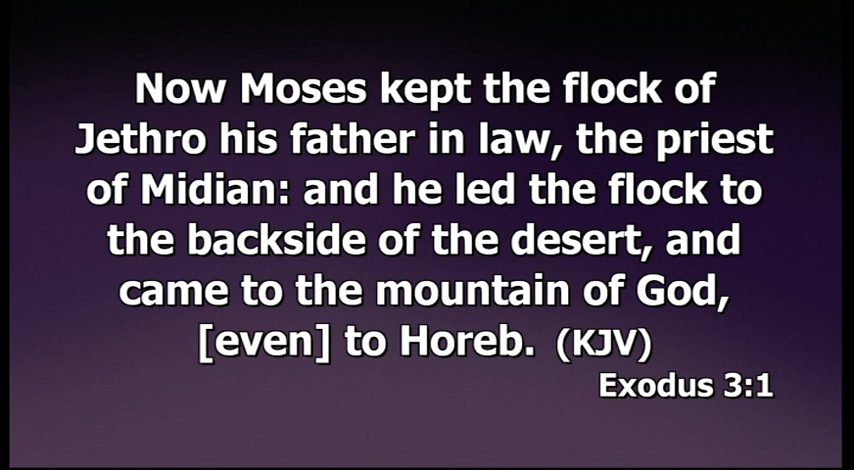 Now Moses kept the flock of
Jethro his father in law, the priest
of Midian: and he led the flock to
the backside of the desert, and
came to the mountain of God,
[even] to Horeb. (KJV)
Exodus 3:1